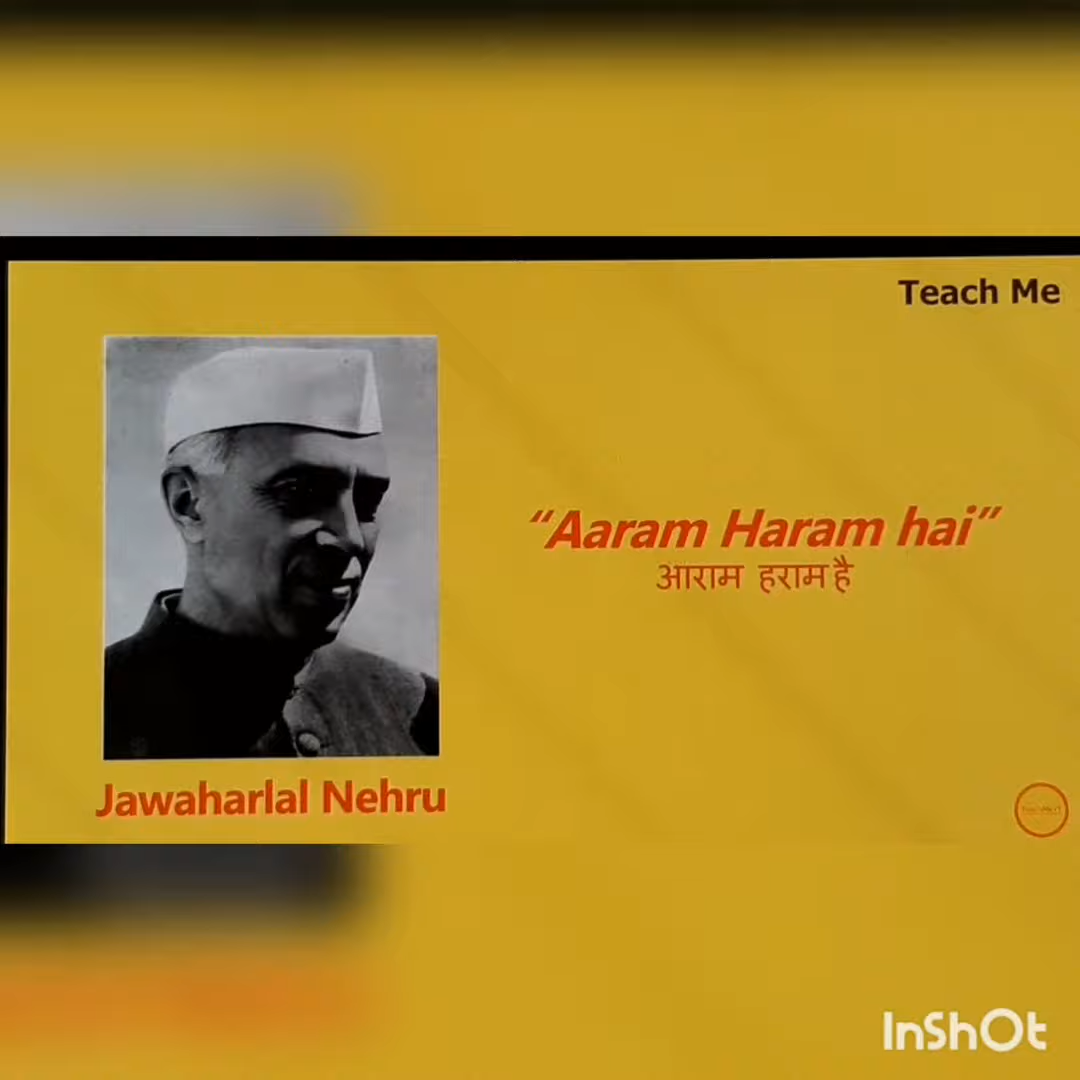 Teach Me
“Aaram Haram hai”
आराम हराम है
Jawaharlal Nehru
InShOt